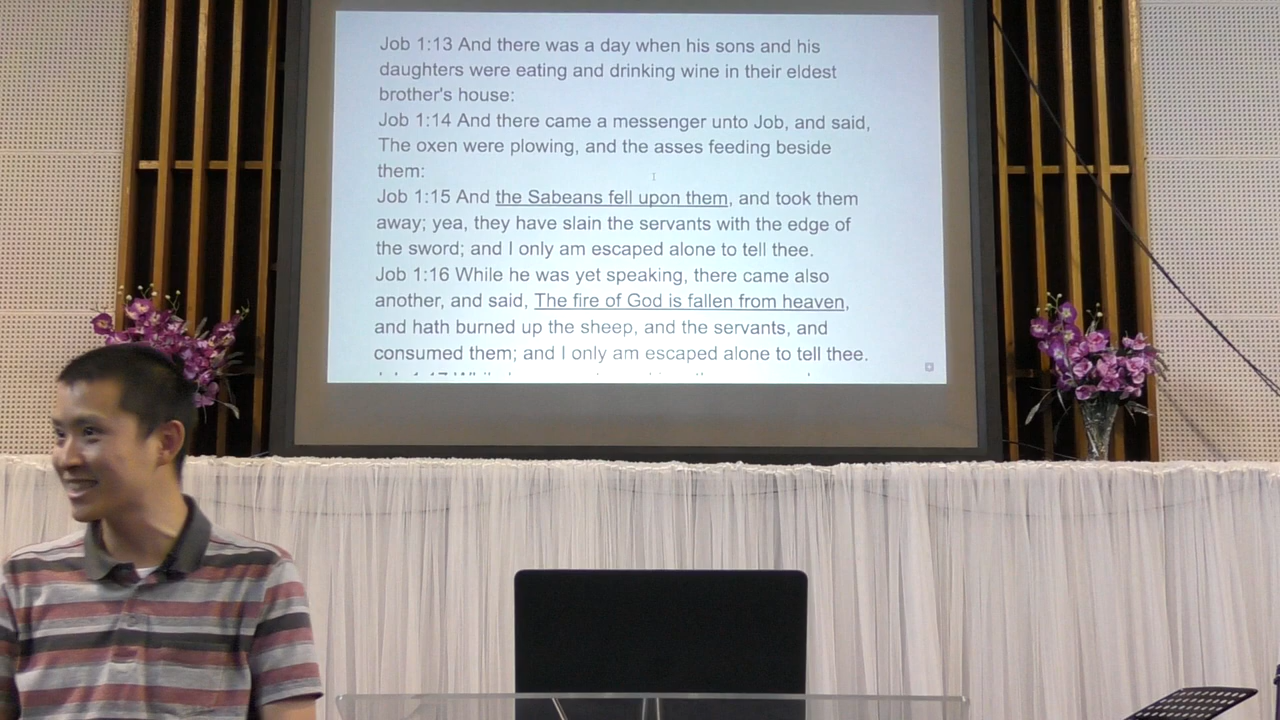 Job 1:13 And there was a day when his sons and his
daughters were eating and drinking wine in their eldest
brother's house:
Job 1:14 And there came a messenger unto Job, and said,
The oxen were plowing, and the asses feeding beside
them:
Job 1:15 And the Sabeans fell upon them, and took them
away; yea, they have slain the servants with the edge of
the sword; and I only am escaped alone to tell thee.
Job 1:16 While he was yet speaking, there came also
another, and said, The fire of God is fallen from heaven,
and hath burned up the sheep, and the servants, and
consumed them; and I only am escaped alone to tell thee.